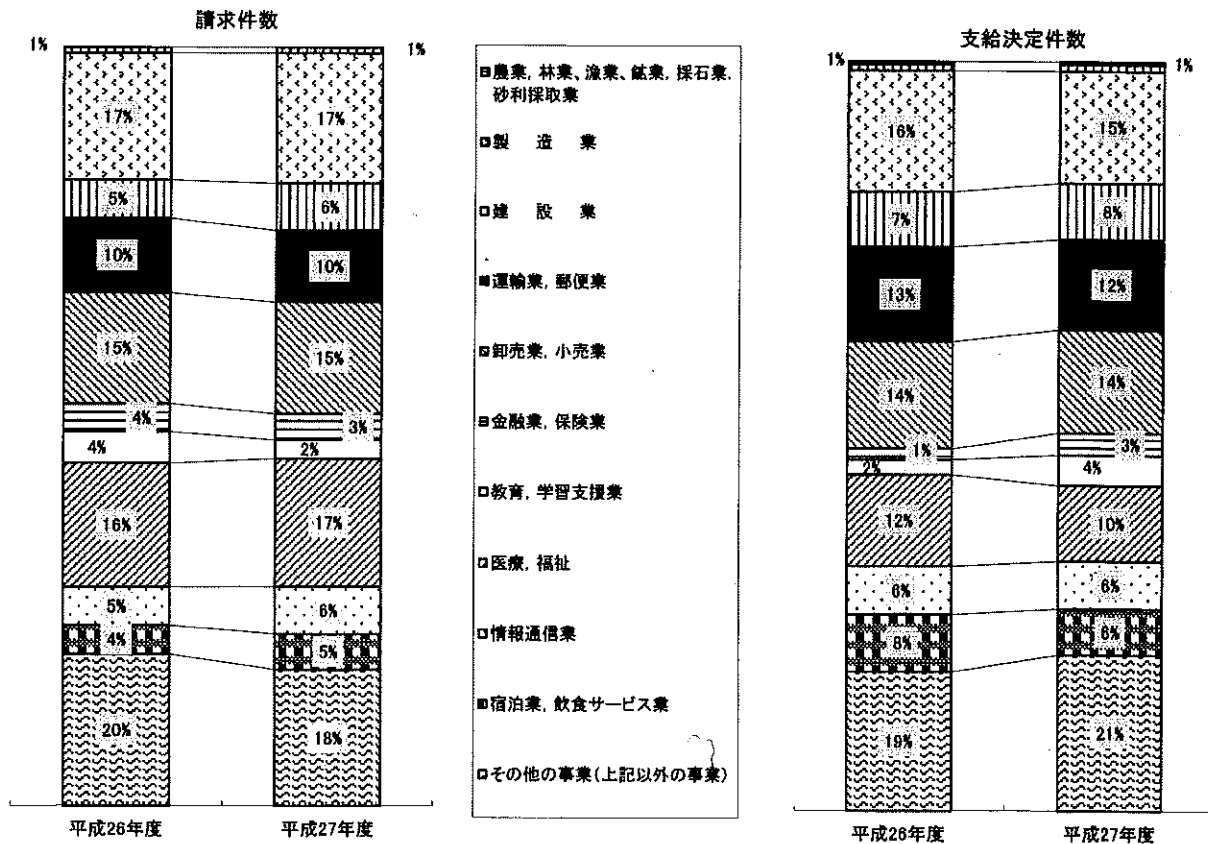 請求件数
1%
1%
17%
17%
5%
6%
10%
10%
15%
15%
4%
3%
4%
2%
16%
17%
5%
6%
4%
5%
20%
18%
平成26年度
平成27年度
農業, 林業、漁業、鉱業, 採石業,
砂利採取業
製 造 業
建 設 業
運輸業, 郵便業
卸売業, 小売業
金融業, 保険業
教育, 学習支援業
医療, 福祉
情報通信業
宿泊業, 飲食サービス業
その他の事業(上記以外の事業)
支給決定件数
1%
1%
16%
15%
7%
8%
13%
12%
14%
14%
1%
3%
2%
4%
12%
10%
6%
6%
8%
6%
19%
21%
平成26年度
平成27年度